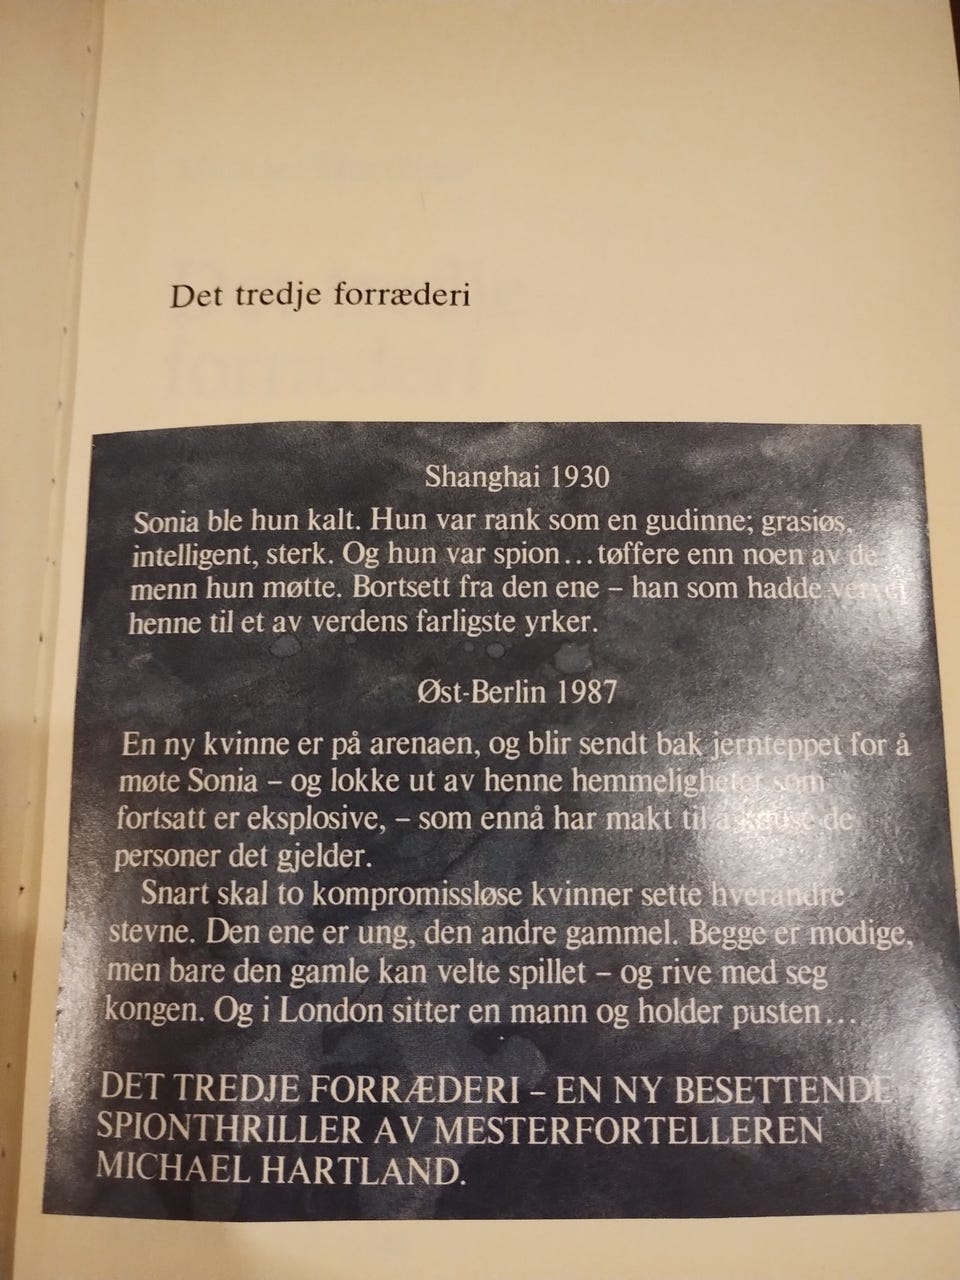 Det tredje forræderi
Shanghai 1930
Sonia ble hun kalt. Hun var rank som en gudinne; grasiøs,
intelligent, sterk. Og hun var spion... tøffere enn noen av de
menn hun møtte. Bortsett fra den ene – han som hadde vervet
henne til et av verdens farligste yrker.
Øst-Berlin 1987
En ny kvinne er på arenaen, og blir sendt bak jernteppet for å
møte Sonia – og lokke ut av henne hemmeligheter som
fortsatt er eksplosive, – som ennå har makt til å knuse de
personer det gjelder.
Snart skal to kompromissløse kvinner sette hverandre
stevne. Den ene er ung, den andre gammel. Begge er modige,
men bare den gamle kan velte spillet – og rive med seg
kongen. Og i London sitter en mann og holder pusten...
DET TREDJE FORRÆDERI – EN NY BESETTENDE
SPIONTHRILLER AV MESTERFORTELLEREN
MICHAEL HARTLAND.